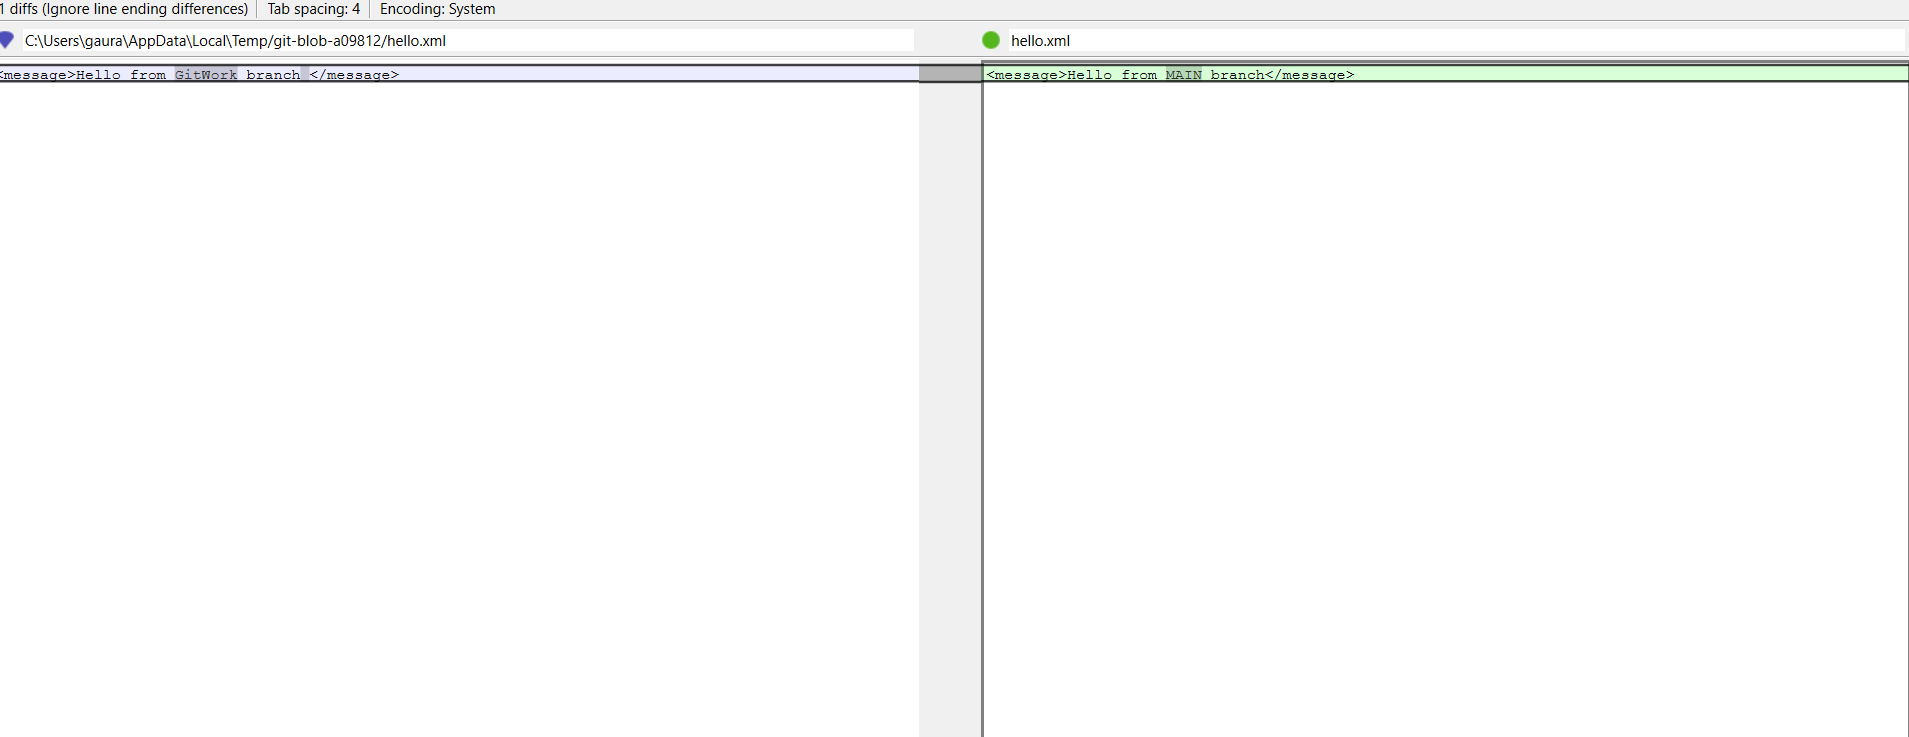 1 diffs (Ignore line ending differences) Tab spacing: 4 Encoding: System
C:\Users\gaura\AppData\Local\Temp/git-blob-a09812/hello.xml
hello.xml
<message>Hello from GitWork branch </message>
<message>Hello from MAIN branch</message>